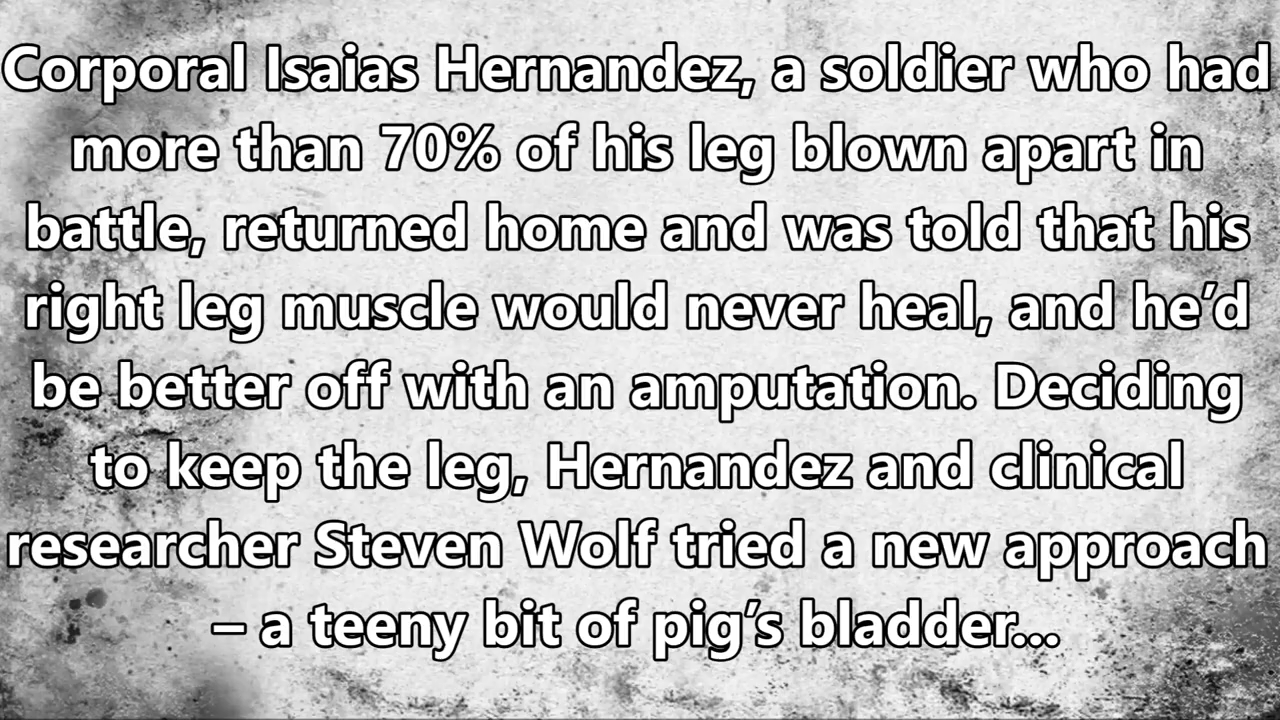 Corporal Isaias Hernandez, a soldier who had
more than 70% of his leg blown apart in
battle, returned home and was told that his
right leg muscle would never heal, and he’d
be better off with an amputation. Deciding
to keep the leg, Hernandez and clinical
researcher Steven Wolf tried a new approach
– a teeny bit of pig’s bladder...